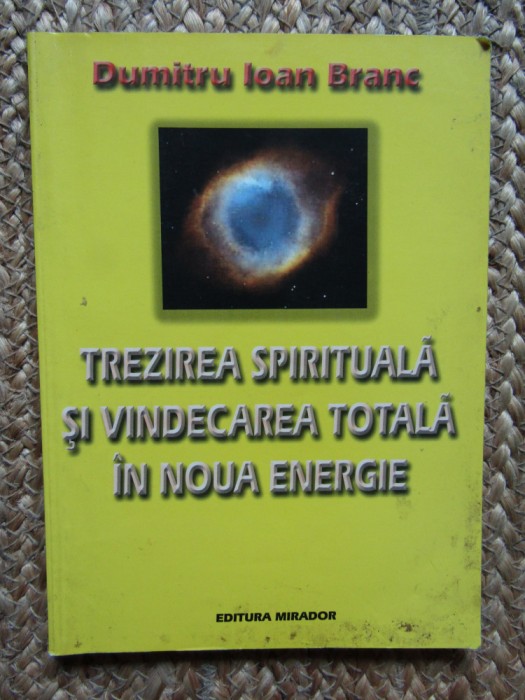 Dumitru Ioan Branc
TREZIREA SPIRITUALĂ
ŞI VINDECAREA TOTALĂ
ÎN NOUA ENERGIE
EDITURA MIRADOR